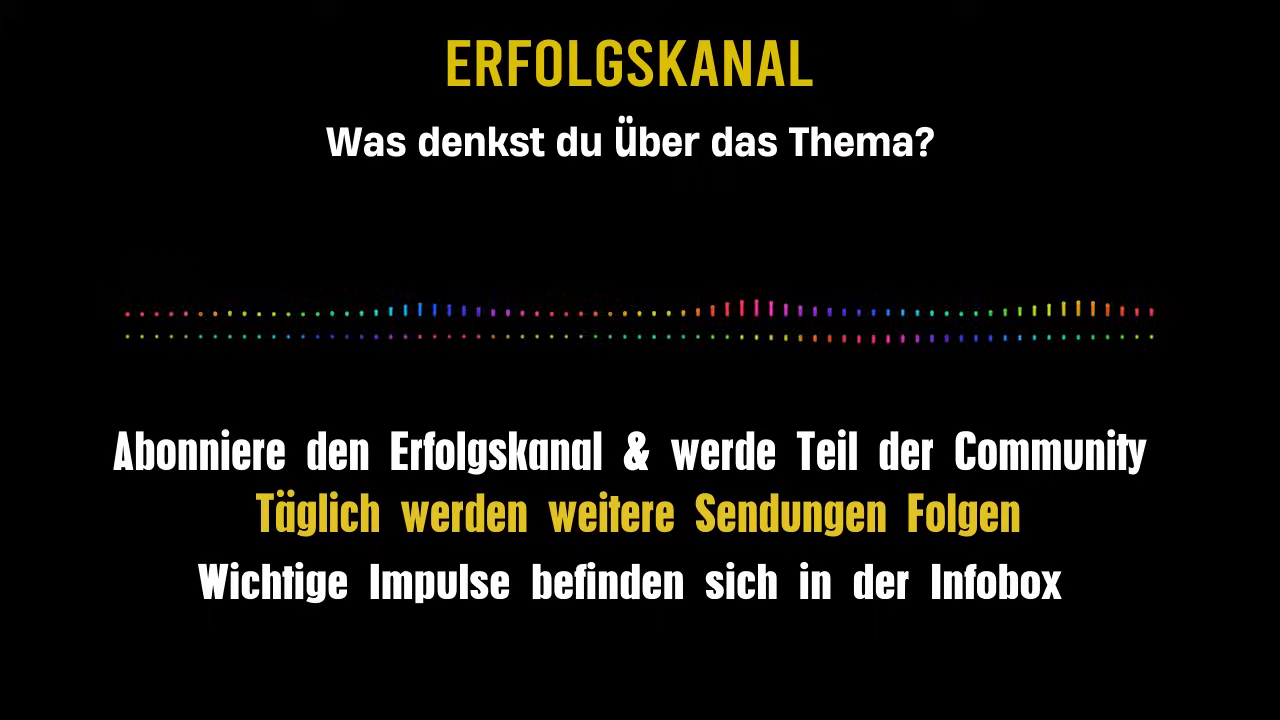 ERFOLGSKANAL
Was denkst du Über das Thema?
Abonniere den Erfolgskanal & werde Teil der Community
Täglich werden weitere Sendungen Folgen
Wichtige Impulse befinden sich in der Infobox